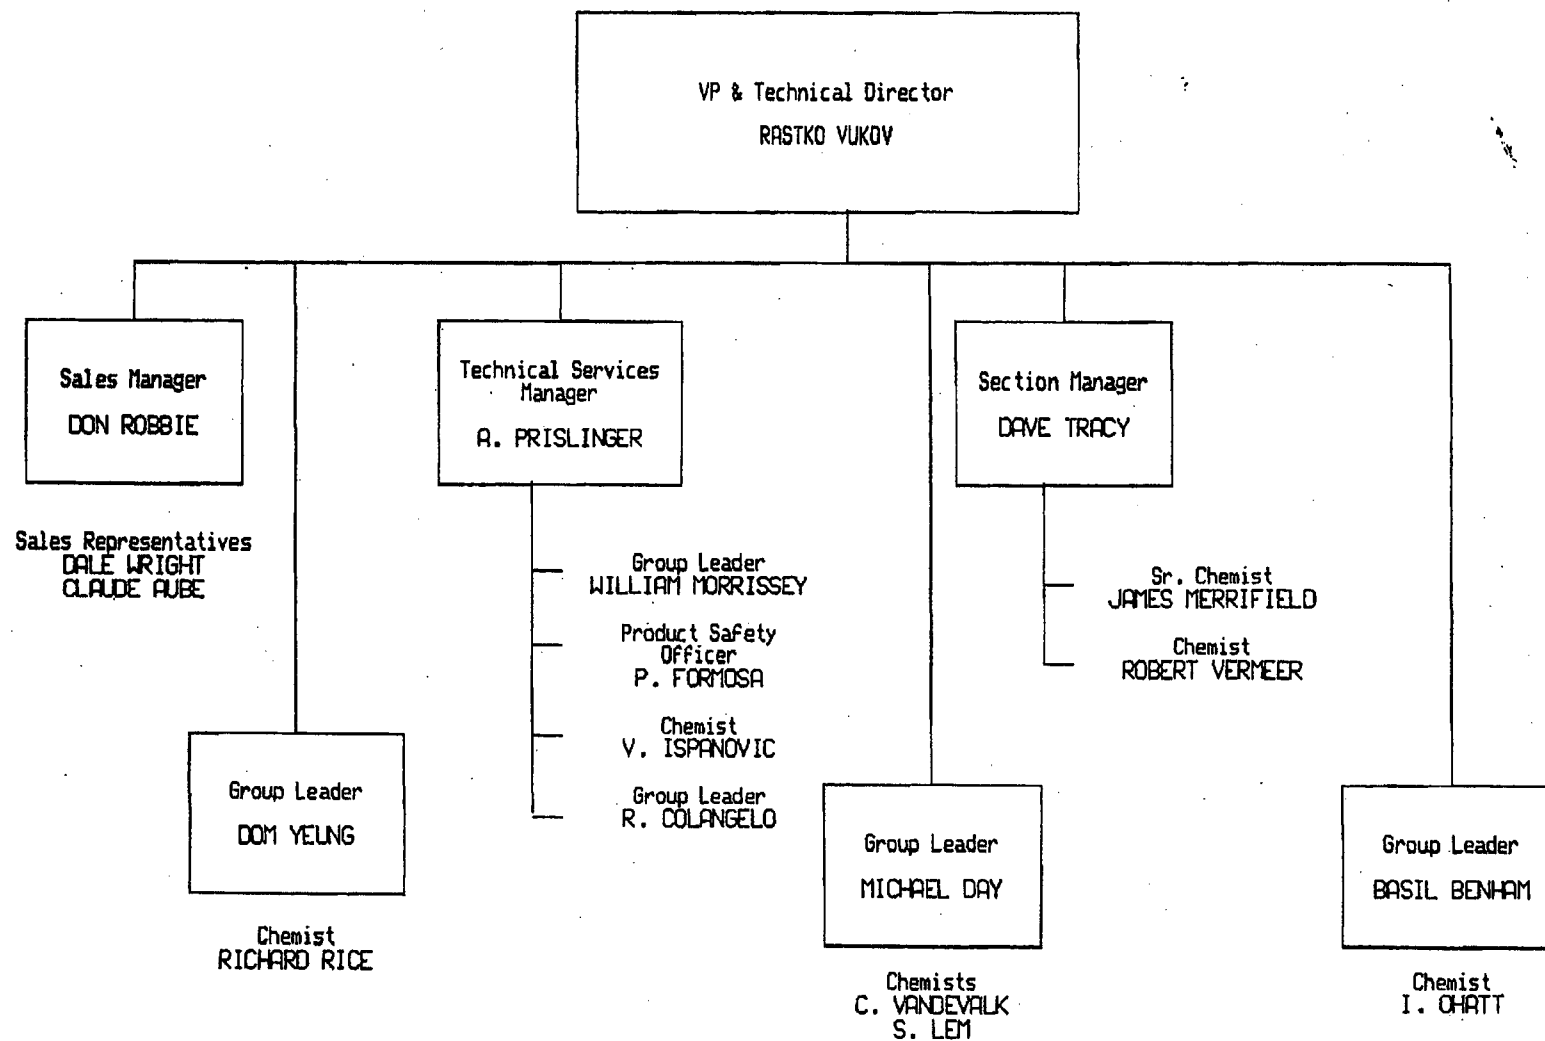 VP & Technical Director
RASTKO VUKOV
Sales Manager
DON ROBBIE
Sales Representatives
DALE WRIGHT
CLAUDE AUBE
Group Leader
DOM YEUNG
Chemist
RICHARD RICE
Technical Services
Manager
A. PRISLINGER
Group Leader
WILLIAM MORRISSEY
Product Safety
Officer
P. FORMOSA
Chemist
V. ISPANOVIC
Group Leader
R. COLANGELO
Group Leader
MICHAEL DAY
Chemists
C. VANDEVALK
S. LEM
Section Manager
DAVE TRACY
Sr. Chemist
JAMES MERRIFIELD
Chemist
ROBERT VERMEER
Group Leader
BASIL BENHAM
Chemist
I. OHATT